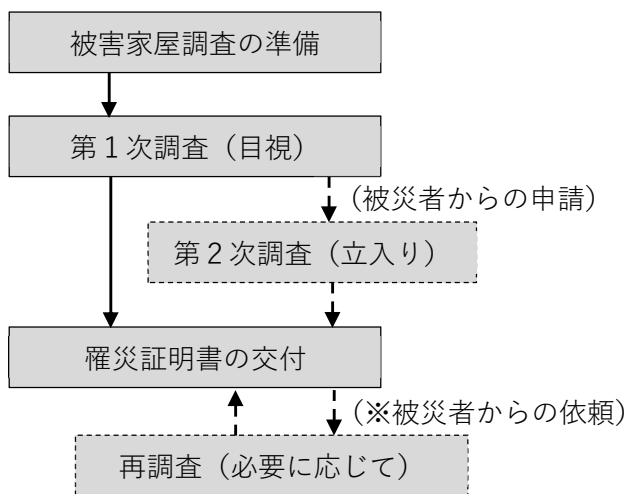 被害家屋調査の準備
第１次調査（目視）
（被災者からの申請）
第２次調査（立入り）
罹災証明書の交付
（※被災者からの依頼）
再調査（必要に応じて）